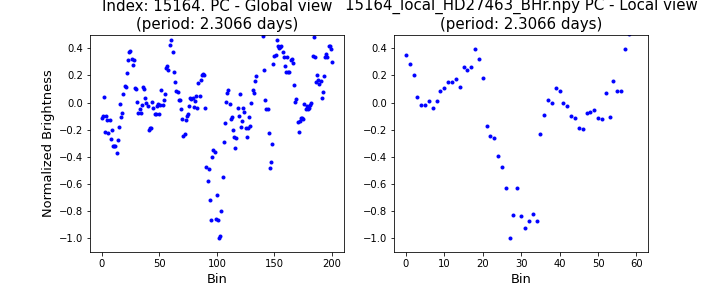 Index: 15164. PC - Global view
(period: 2.3066 days)
15164_local_HD27463_BHr.npy PC - Local view
(period: 2.3066 days)
Normalized Brightness
0.4
0.2
0.0
−0.2
−0.4
−0.6
−0.8
−1.0
0 50 100 150 200
Bin
0.4
0.2
0.0
−0.2
−0.4
−0.6
−0.8
−1.0
0 10 20 30 40 50 60
Bin